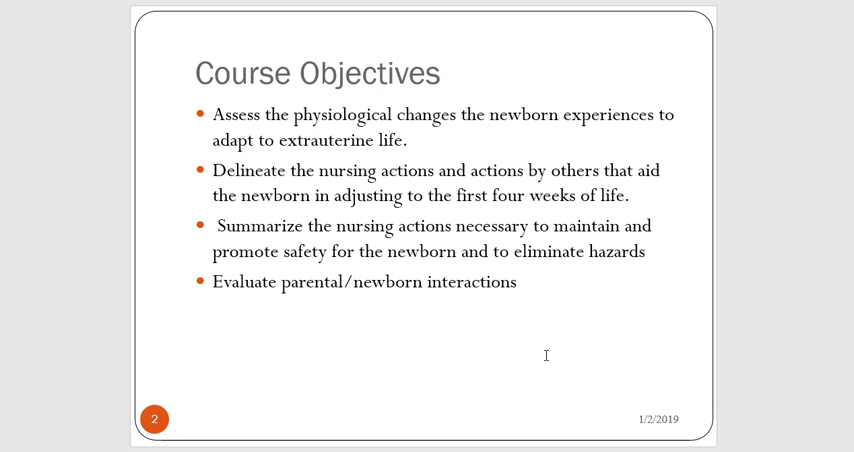 Course Objectives
Assess the physiological changes the newborn experiences to
adapt to extrauterine life.
Delineate the nursing actions and actions by others that aid
the newborn in adjusting to the first four weeks of life.
Summarize the nursing actions necessary to maintain and
promote safety for the newborn and to eliminate hazards
Evaluate parental/newborn interactions
2
1/2/2019